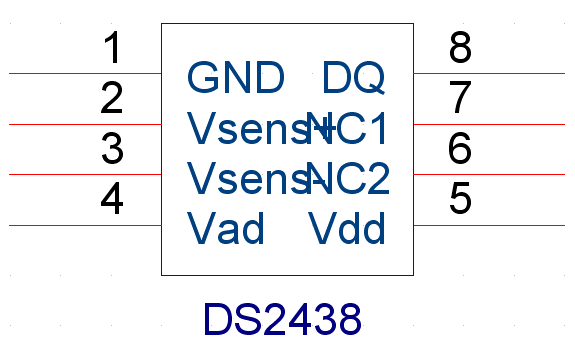 1 8
GND DQ
2 7
Vsens+ NC1
3 6
Vsens- NC2
4 5
Vad Vdd
DS2438